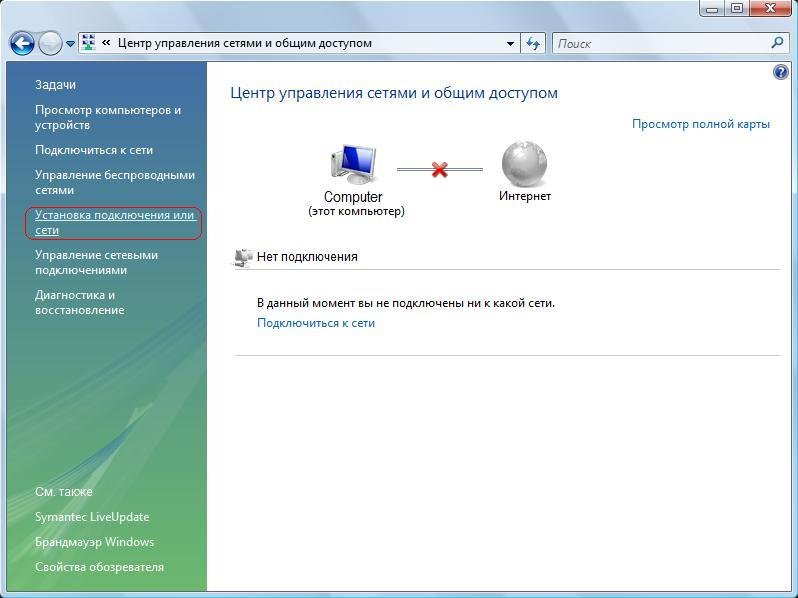 « Центр управления сетями и общим доступом
Поиск
Задачи
Просмотр компьютеров и
устройств
Подключиться к сети
Управление беспроводными
сетями
Установка подключения или
сети
Управление сетевыми
подключениями
Диагностика и
восстановление
См. также
Symantec LiveUpdate
Брандмауэр Windows
Свойства обозревателя
Центр управления сетями и общим доступом
Просмотр полной карты
Computer
(этот компьютер)
Интернет
Нет подключения
В данный момент вы не подключены ни к какой сети.
Подключиться к сети